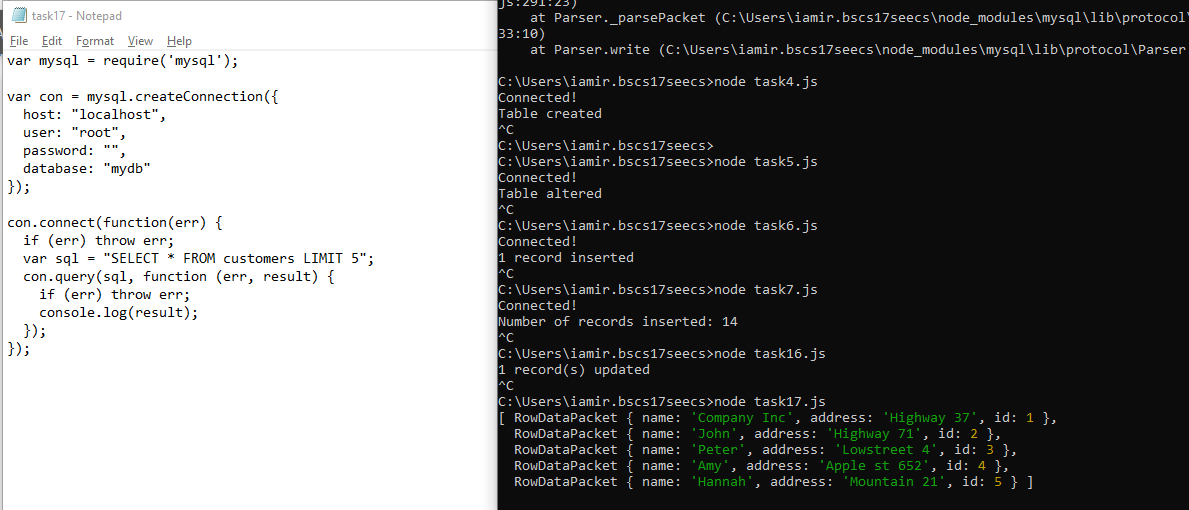 task17 - Notepad
File Edit Format View Help
var mysql = require('mysql');
var con = mysql.createConnection({
host: "localhost",
user: "root",
password: "",
database: "mydb"
});
con.connect(function(err) {
if (err) throw err;
var sql = "SELECT * FROM customers LIMIT 5";
con.query(sql, function (err, result) {
if (err) throw err;
console.log(result);
});
});
js:291:23)
at Parser._parsePacket (C:\Users\iamir.bscs17seecs\node_modules\mysql\lib\protocol\
33:10)
at Parser.write (C:\Users\iamir.bscs17seecs\node_modules\mysql\lib\protocol\Parser
C:\Users\iamir.bscs17seecs>node task4.js
Connected!
Table created
^C
C:\Users\iamir.bscs17seecs>
C:\Users\iamir.bscs17seecs>node task5.js
Connected!
Table altered
^C
C:\Users\iamir.bscs17seecs>node task6.js
Connected!
1 record inserted
^C
C:\Users\iamir.bscs17seecs>node task7.js
Connected!
Number of records inserted: 14
^C
C:\Users\iamir.bscs17seecs>node task16.js
1 record(s) updated
^C
C:\Users\iamir.bscs17seecs>node task17.js
[ RowDataPacket { name: 'Company Inc', address: 'Highway 37', id: 1 },
RowDataPacket { name: 'John', address: 'Highway 71', id: 2 },
RowDataPacket { name: 'Peter', address: 'Lowstreet 4', id: 3 },
RowDataPacket { name: 'Amy', address: 'Apple st 652', id: 4 },
RowDataPacket { name: 'Hannah', address: 'Mountain 21', id: 5 } ]